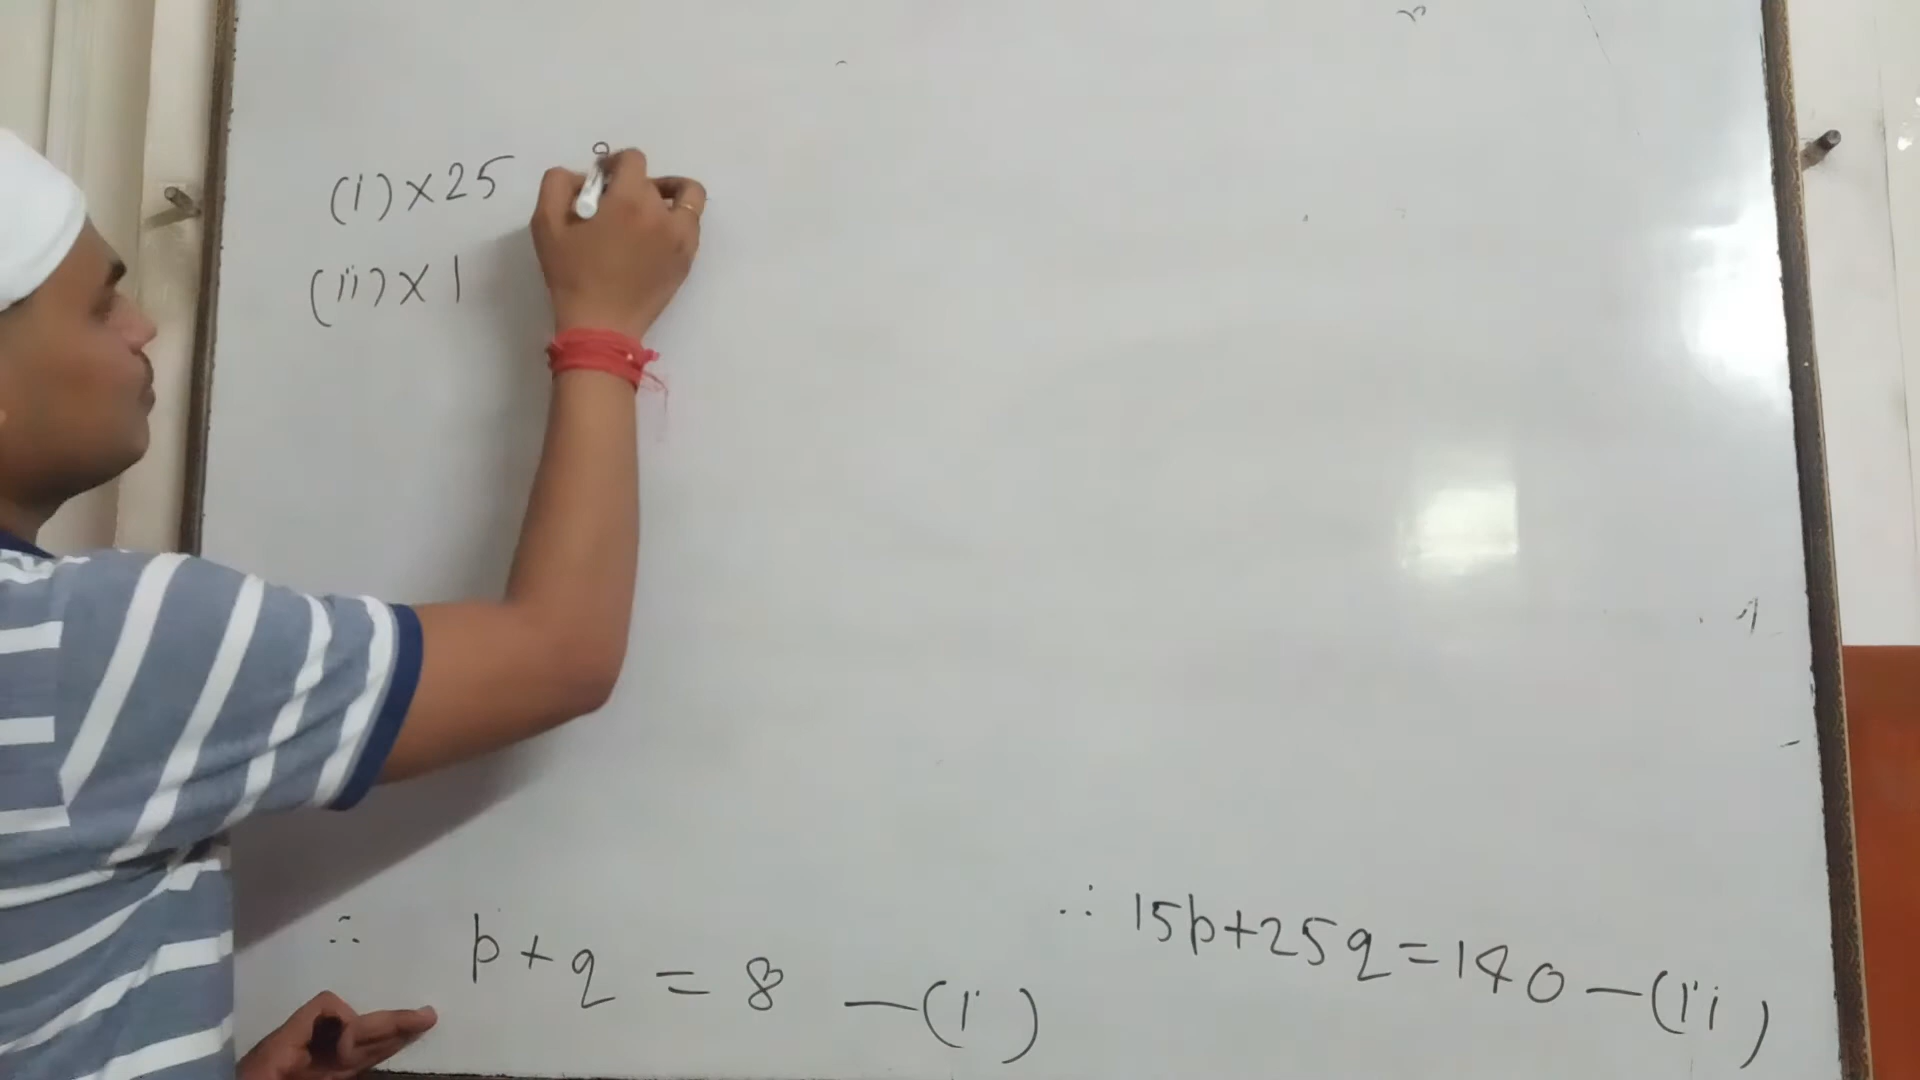 (i)×25
(ii)×1
∴ p+q = 8 —(i)
∴ 15p+25q=140—(ii)